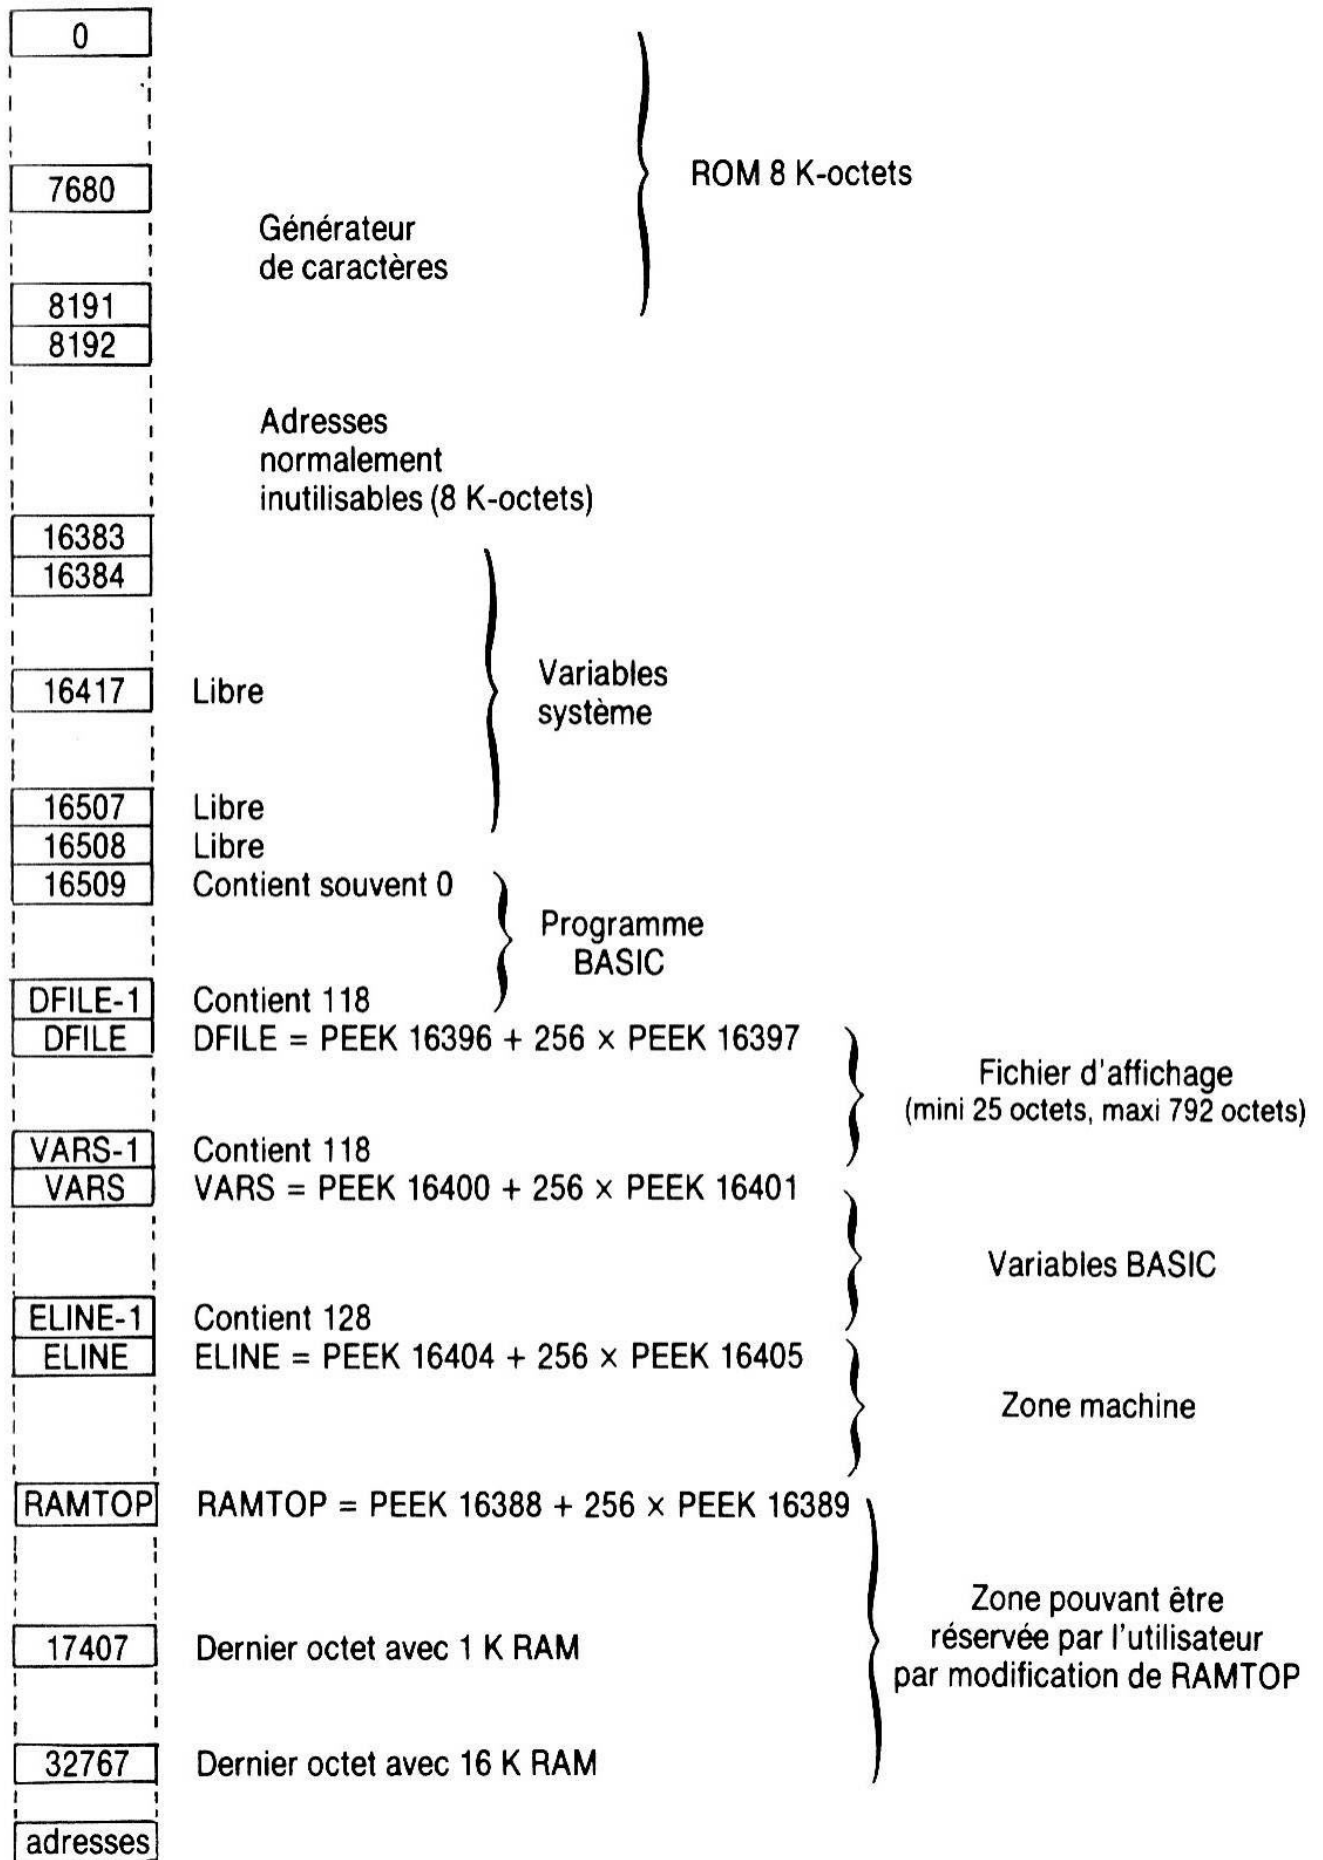 0
ROM 8 K-octets
7680
Générateur
de caractères
8191
8192
Adresses
normalement
inutilisables (8 K-octets)
16383
16384
Variables
système
16417 Libre
16507 Libre
16508 Libre
16509 Contient souvent 0
Programme
BASIC
DFILE-1 Contient 118
DFILE DFILE = PEEK 16396 + 256 × PEEK 16397
Fichier d'affichage
(mini 25 octets, maxi 792 octets)
VARS-1 Contient 118
VARS VARS = PEEK 16400 + 256 × PEEK 16401
Variables BASIC
ELINE-1 Contient 128
ELINE ELINE = PEEK 16404 + 256 × PEEK 16405
Zone machine
RAMTOP RAMTOP = PEEK 16388 + 256 × PEEK 16389
Zone pouvant être
réservée par l'utilisateur
par modification de RAMTOP
17407 Dernier octet avec 1 K RAM
32767 Dernier octet avec 16 K RAM
adresses